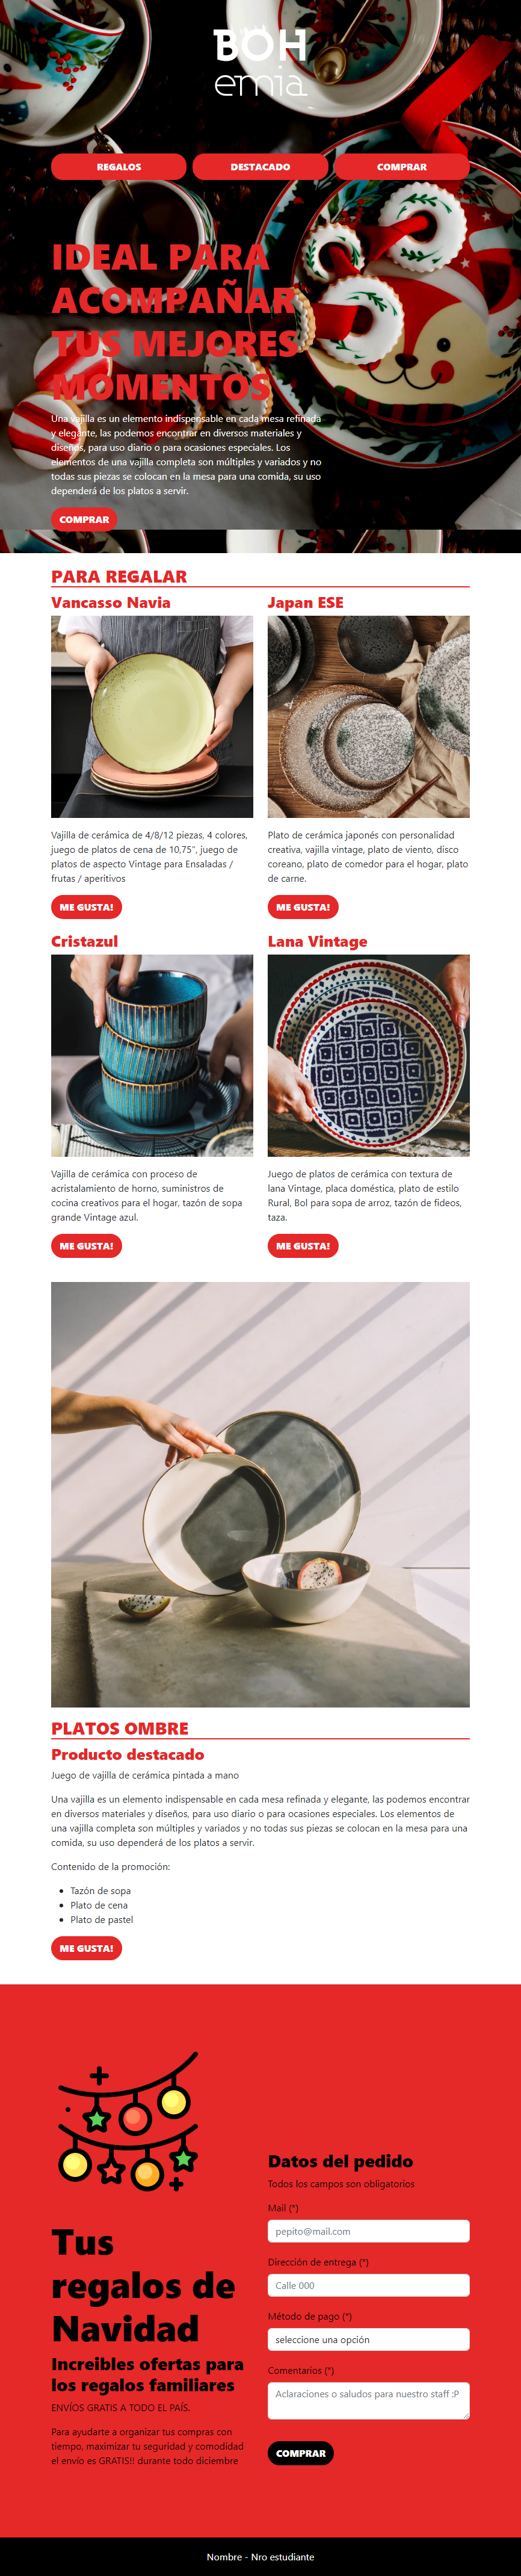 BOH
emia
REGALOS
DESTACADO
COMPRAR
IDEAL PARA
ACOMPAÑAR
TUS MEJORES
MOMENTOS
Una vajilla es un elemento indispensable en cada mesa refinada
y elegante, las podemos encontrar en diversos materiales y
diseños, para uso diario o para ocasiones especiales. Los
elementos de una vajilla completa son múltiples y variados y no
todas sus piezas se colocan en la mesa para una comida, su uso
dependerá de los platos a servir.
COMPRAR
PARA REGALAR
Vancasso Navia
Vajilla de cerámica de 4/8/12 piezas, 4 colores,
juego de platos de cena de 10,75", juego de
platos de aspecto Vintage para Ensaladas /
frutas / aperitivos
ME GUSTA!
Japan ESE
Plato de cerámica japonés con personalidad
creativa, vajilla vintage, plato de viento, disco
coreano, plato de comedor para el hogar, plato
de carne.
ME GUSTA!
Cristazul
Vajilla de cerámica con proceso de
acristalamiento de horno, suministros de
cocina creativos para el hogar, tazón de sopa
grande Vintage azul.
ME GUSTA!
Lana Vintage
Juego de platos de cerámica con textura de
lana Vintage, placa doméstica, plato de estilo
Rural, Bol para sopa de arroz, tazón de fideos,
taza.
ME GUSTA!
PLATOS OMBRE
Producto destacado
Juego de vajilla de cerámica pintada a mano
Una vajilla es un elemento indispensable en cada mesa refinada y elegante, las podemos encontrar
en diversos materiales y diseños, para uso diario o para ocasiones especiales. Los elementos de
una vajilla completa son múltiples y variados y no todas sus piezas se colocan en la mesa para una
comida, su uso dependerá de los platos a servir.
Contenido de la promoción:
Tazón de sopa
Plato de cena
Plato de pastel
ME GUSTA!
Tus
regalos de
Navidad
Increibles ofertas para
los regalos familiares
ENVÍOS GRATIS A TODO EL PAÍS.
Para ayudarte a organizar tus compras con
tiempo, maximizar tu seguridad y comodidad
el envío es GRATIS!! durante todo diciembre
Datos del pedido
Todos los campos son obligatorios
Mail (*)
pepito@mail.com
Dirección de entrega (*)
Calle 000
Método de pago (*)
seleccione una opción
Comentarios (*)
Aclaraciones o saludos para nuestro staff :P
COMPRAR
Nombre - Nro estudiante